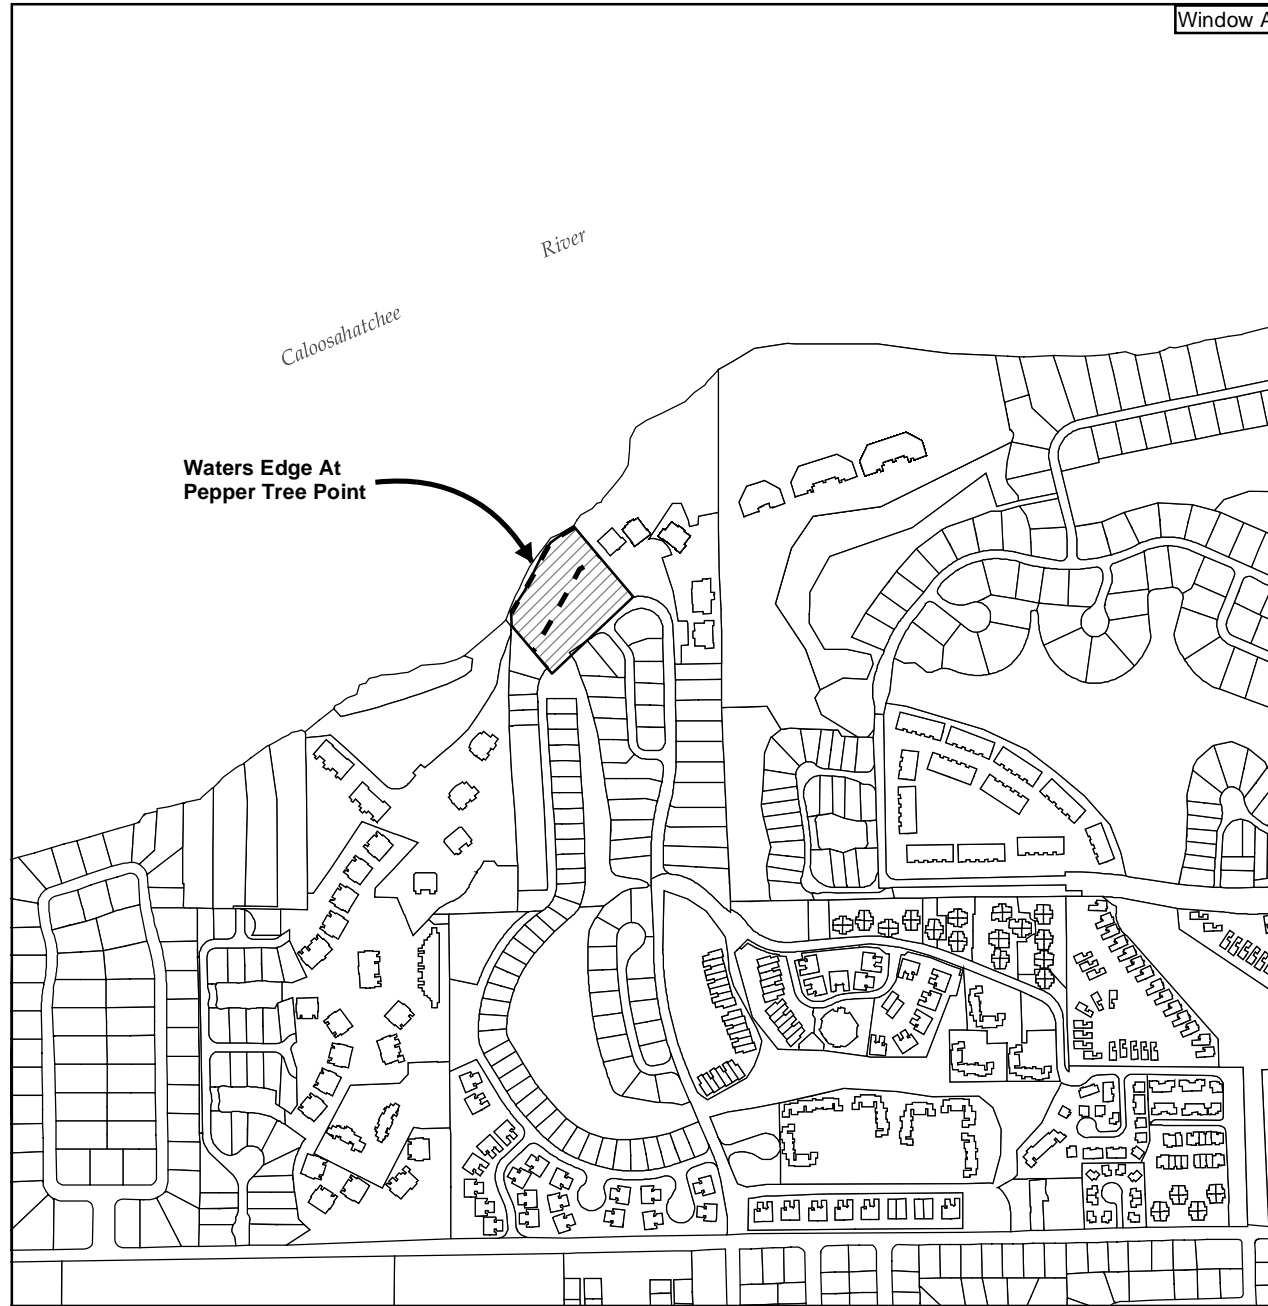 Window A
River
Caloosahatchee
Waters Edge At
Pepper Tree Point